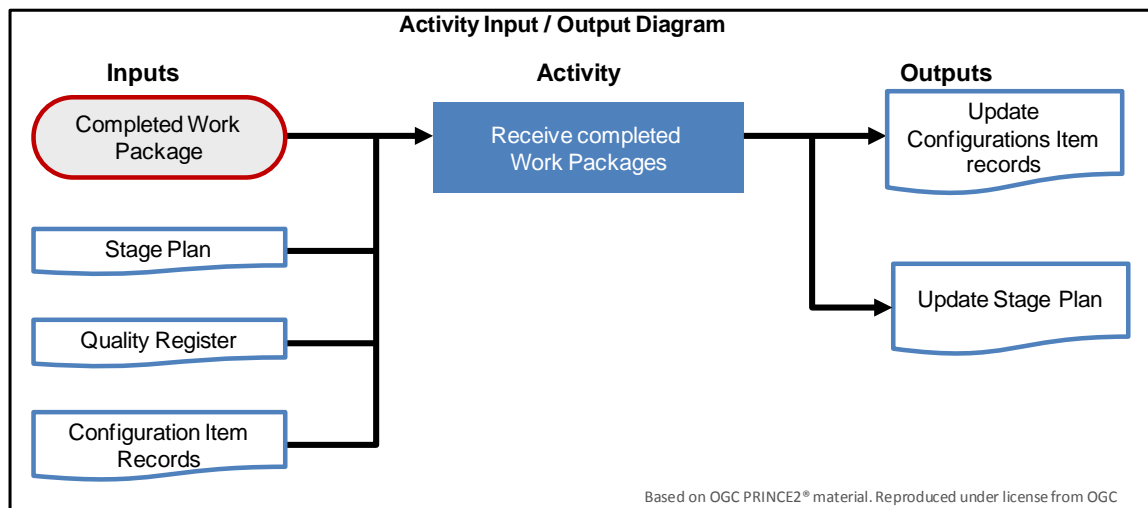 Activity Input / Output Diagram
Inputs
Activity
Outputs
Completed Work
Package
Receive completed
Work Packages
Update
Configurations Item
records
Stage Plan
Update Stage Plan
Quality Register
Configuration Item
Records
Based on OGC PRINCE2® material. Reproduced under license from OGC